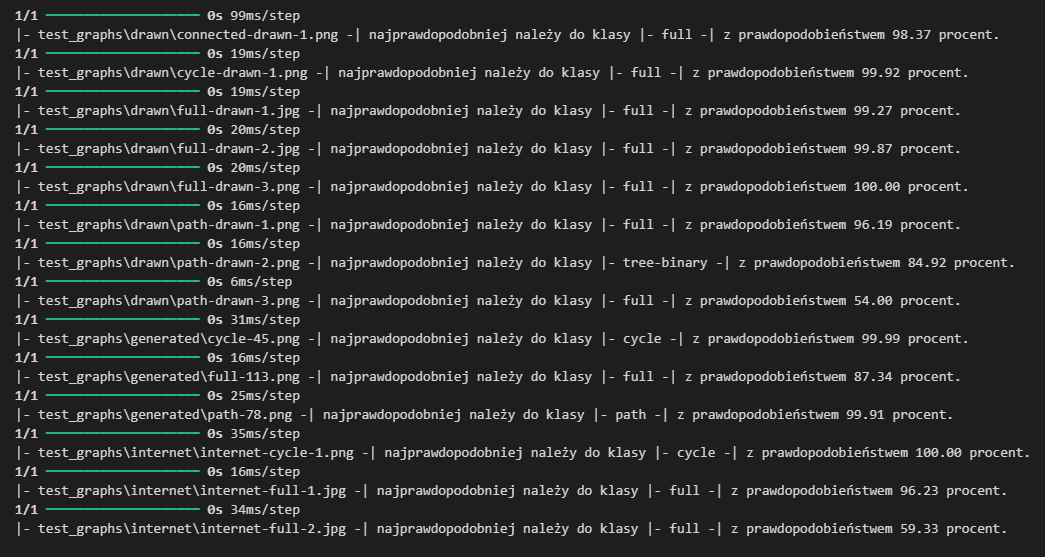 1/1 ━━━━━━━━━━━━━━━━━━━━ 0s 99ms/step
|- test_graphs\drawn\connected-drawn-1.png -| najprawdopodobniej należy do klasy |- full -| z prawdopodobieństwem 98.37 procent.
1/1 ━━━━━━━━━━━━━━━━━━━━ 0s 19ms/step
|- test_graphs\drawn\cycle-drawn-1.png -| najprawdopodobniej należy do klasy |- full -| z prawdopodobieństwem 99.92 procent.
1/1 ━━━━━━━━━━━━━━━━━━━━ 0s 19ms/step
|- test_graphs\drawn\full-drawn-1.jpg -| najprawdopodobniej należy do klasy |- full -| z prawdopodobieństwem 99.27 procent.
1/1 ━━━━━━━━━━━━━━━━━━━━ 0s 20ms/step
|- test_graphs\drawn\full-drawn-2.jpg -| najprawdopodobniej należy do klasy |- full -| z prawdopodobieństwem 99.87 procent.
1/1 ━━━━━━━━━━━━━━━━━━━━ 0s 20ms/step
|- test_graphs\drawn\full-drawn-3.png -| najprawdopodobniej należy do klasy |- full -| z prawdopodobieństwem 100.00 procent.
1/1 ━━━━━━━━━━━━━━━━━━━━ 0s 16ms/step
|- test_graphs\drawn\path-drawn-1.png -| najprawdopodobniej należy do klasy |- full -| z prawdopodobieństwem 96.19 procent.
1/1 ━━━━━━━━━━━━━━━━━━━━ 0s 16ms/step
|- test_graphs\drawn\path-drawn-2.png -| najprawdopodobniej należy do klasy |- tree-binary -| z prawdopodobieństwem 84.92 procent.
1/1 ━━━━━━━━━━━━━━━━━━━━ 0s 6ms/step
|- test_graphs\drawn\path-drawn-3.png -| najprawdopodobniej należy do klasy |- full -| z prawdopodobieństwem 54.00 procent.
1/1 ━━━━━━━━━━━━━━━━━━━━ 0s 31ms/step
|- test_graphs\generated\cycle-45.png -| najprawdopodobniej należy do klasy |- cycle -| z prawdopodobieństwem 99.99 procent.
1/1 ━━━━━━━━━━━━━━━━━━━━ 0s 16ms/step
|- test_graphs\generated\full-113.png -| najprawdopodobniej należy do klasy |- full -| z prawdopodobieństwem 87.34 procent.
1/1 ━━━━━━━━━━━━━━━━━━━━ 0s 25ms/step
|- test_graphs\generated\path-78.png -| najprawdopodobniej należy do klasy |- path -| z prawdopodobieństwem 99.91 procent.
1/1 ━━━━━━━━━━━━━━━━━━━━ 0s 35ms/step
|- test_graphs\internet\internet-cycle-1.png -| najprawdopodobniej należy do klasy |- cycle -| z prawdopodobieństwem 100.00 procent.
1/1 ━━━━━━━━━━━━━━━━━━━━ 0s 16ms/step
|- test_graphs\internet\internet-full-1.jpg -| najprawdopodobniej należy do klasy |- full -| z prawdopodobieństwem 96.23 procent.
1/1 ━━━━━━━━━━━━━━━━━━━━ 0s 34ms/step
|- test_graphs\internet\internet-full-2.jpg -| najprawdopodobniej należy do klasy |- full -| z prawdopodobieństwem 59.33 procent.